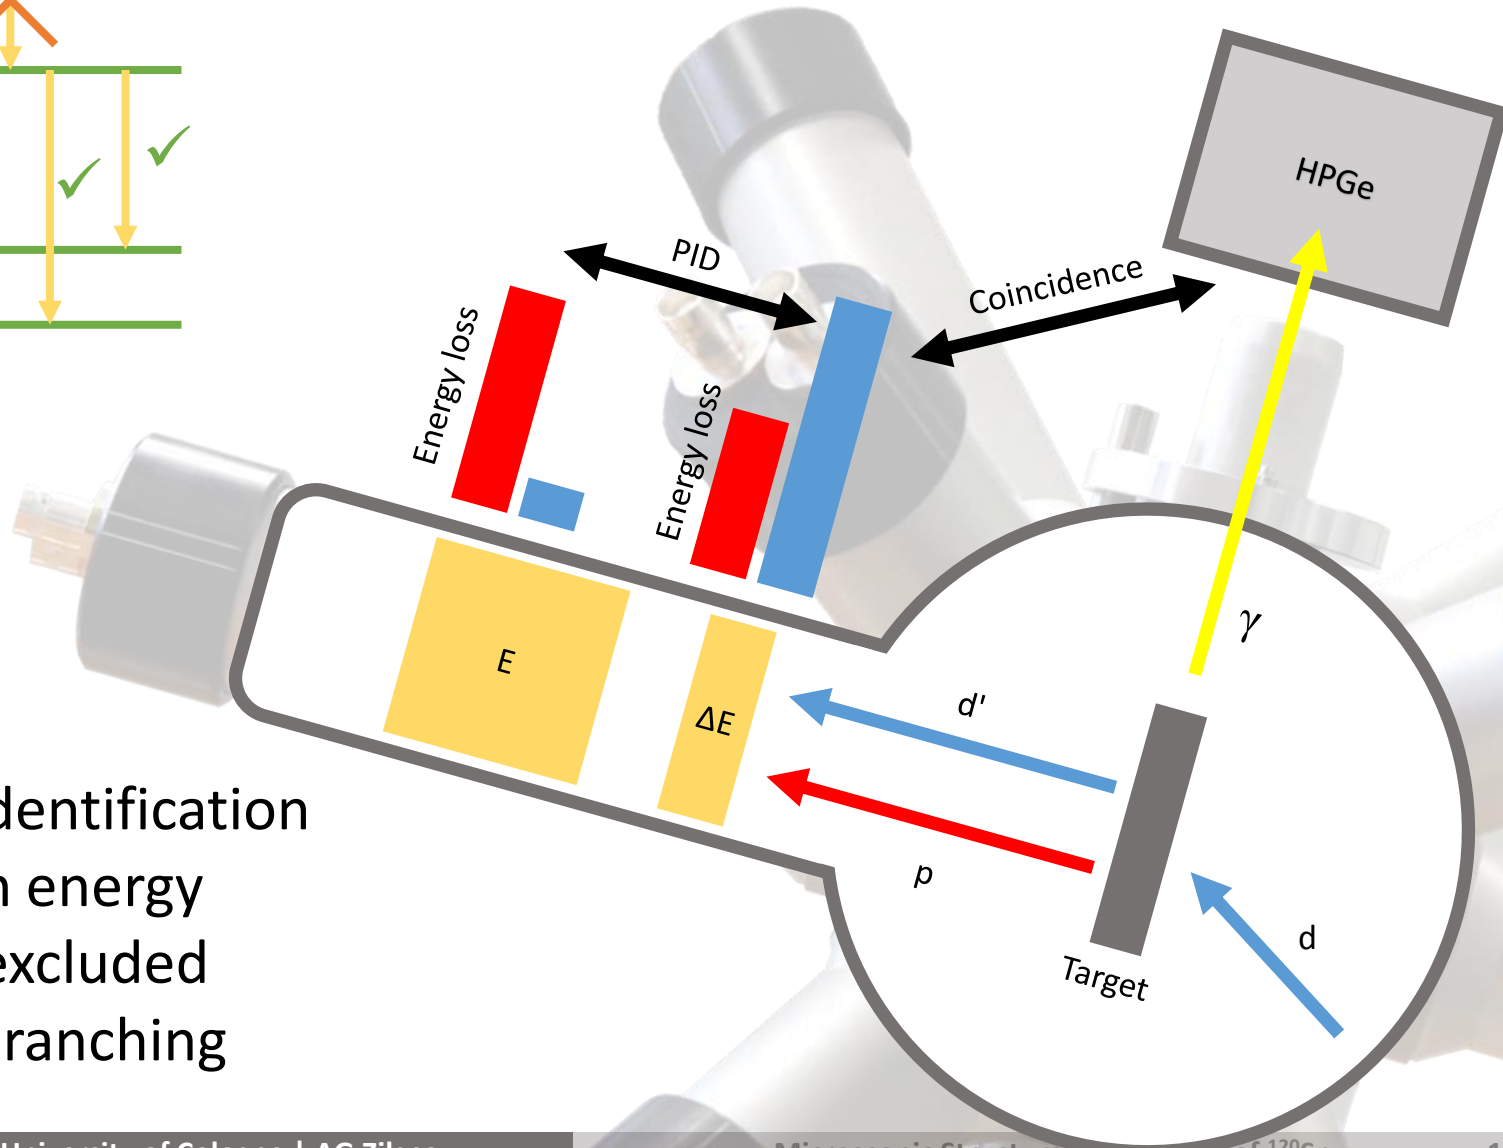 HPGe
PID
Coincidence
Energy loss
Energy loss
E
ΔE
γ
d'
p
d
Target
dentification
energy
excluded
ranching